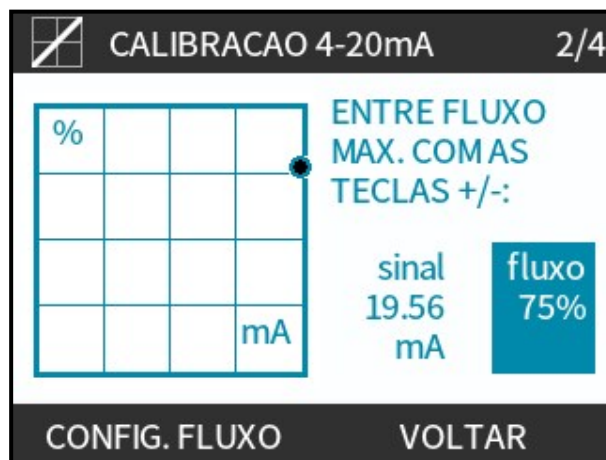 CALIBRACAO 4-20mA 2/4
%
mA
ENTRE FLUXO
MAX. COM AS
TECLAS +/-:
sinal
19.56
mA
fluxo
75%
CONFIG. FLUXO VOLTAR